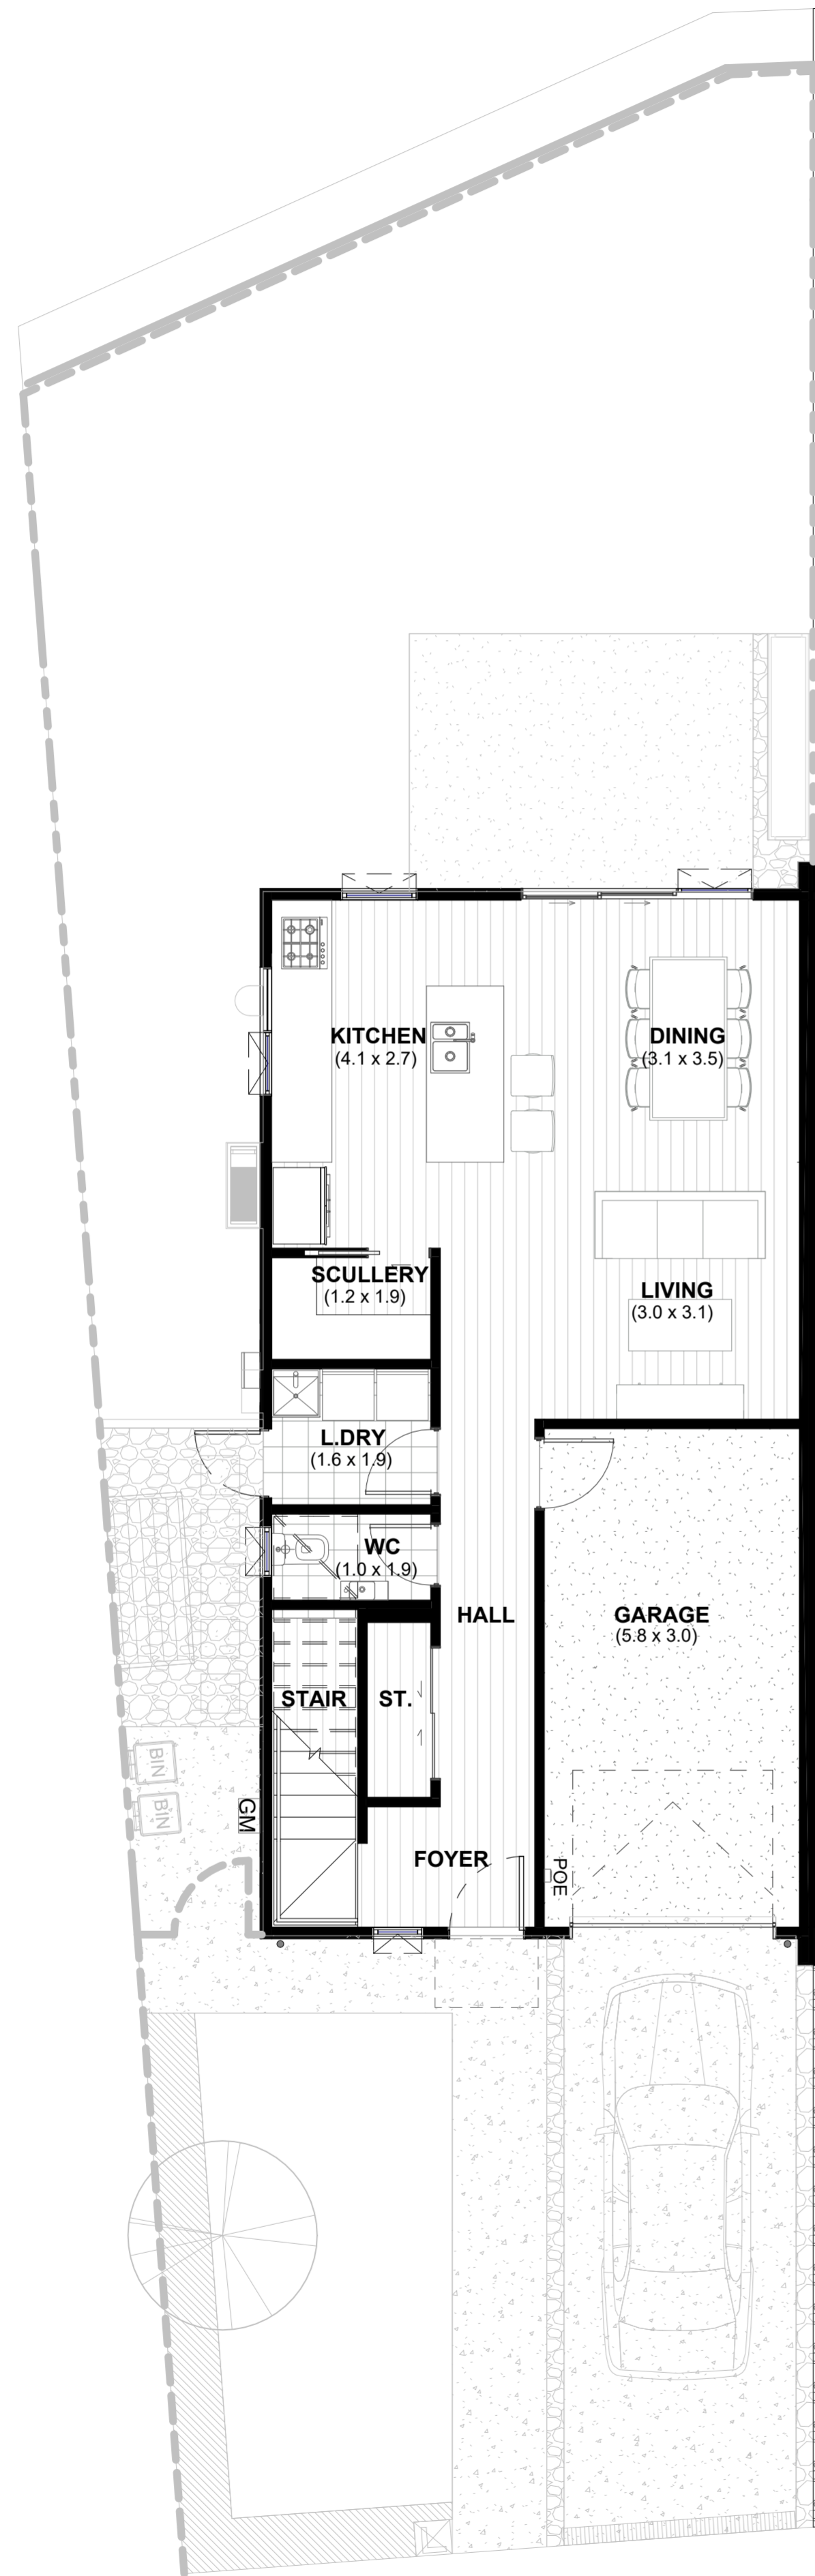 KITCHEN
(4.1 x 2.7)
DINING
(3.1 x 3.5)
SCULLERY
(1.2 x 1.9)
LIVING
(3.0 x 3.1)
L.DRY
(1.6 x 1.9)
WC
(1.0 x 1.9)
HALL
GARAGE
(5.8 x 3.0)
STAIR
ST.
BIN
BIN
GM
FOYER
POE